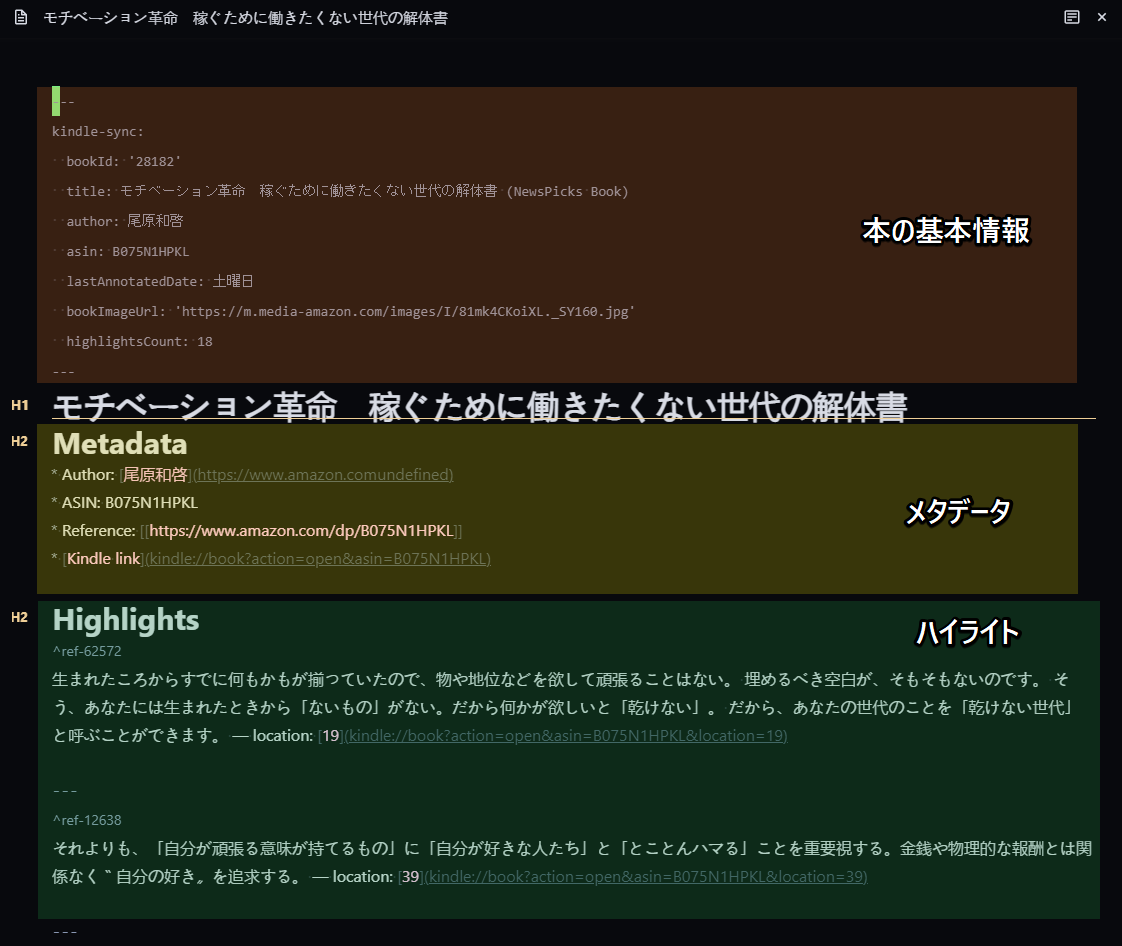 モチベーション革命　稼ぐために働きたくない世代の解体書
---
kindle-sync:
bookId: '28182'
title: モチベーション革命　稼ぐために働きたくない世代の解体書 (NewsPicks Book)
author: 尾原和啓
asin: B075N1HPKL
lastAnnotatedDate: 土曜日
bookImageUrl: 'https://m.media-amazon.com/images/I/81mk4CKoiXL._SY160.jpg'
highlightsCount: 18
---
本の基本情報
H1 モチベーション革命　稼ぐために働きたくない世代の解体書
H2 Metadata
* Author: [尾原和啓](https://www.amazon.comundefined)
* ASIN: B075N1HPKL
* Reference: [[https://www.amazon.com/dp/B075N1HPKL]]
* [Kindle link](kindle://book?action=open&asin=B075N1HPKL)
メタデータ
H2 Highlights
ハイライト
^ref-62572
生まれたころからすでに何もかもが揃っていたので、物や地位などを欲して頑張ることはない。 埋めるべき空白が、そもそもないのです。 そ
う、あなたには生まれたときから「ないもの」がない。だから何かが欲しいと「乾けない」。 だから、あなたの世代のことを「乾けない世代」
と呼ぶことができます。 — location: [19](kindle://book?action=open&asin=B075N1HPKL&location=19)
---
^ref-12638
それよりも、「自分が頑張る意味が持てるもの」に「自分が好きな人たち」と「とことんハマる」ことを重要視する。金銭や物理的な報酬とは関
係なく〝自分の好き〟を追求する。 — location: [39](kindle://book?action=open&asin=B075N1HPKL&location=39)
---